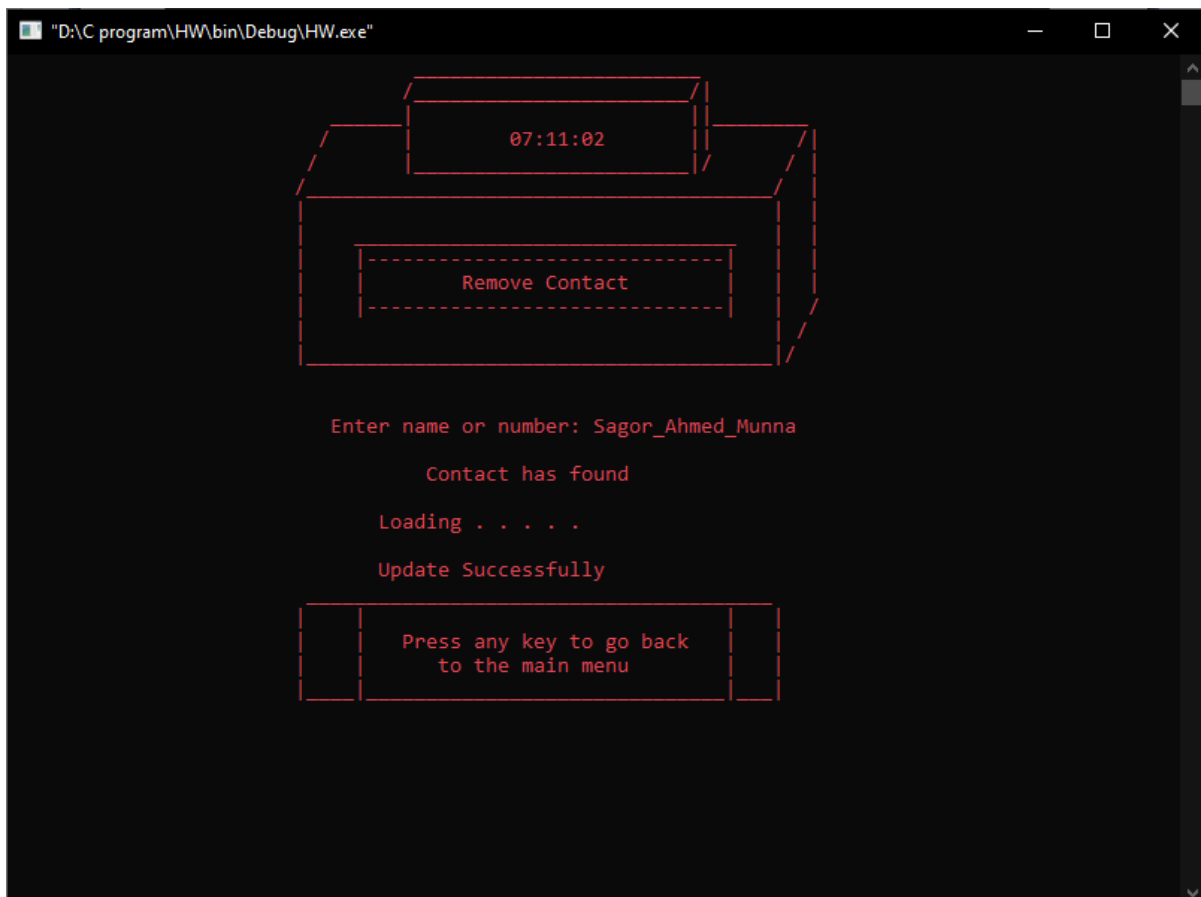 "D:\C program\HW\bin\Debug\HW.exe"
07:11:02
Remove Contact
Enter name or number: Sagor_Ahmed_Munna
Contact has found
Loading . . . . .
Update Successfully
Press any key to go back
to the main menu